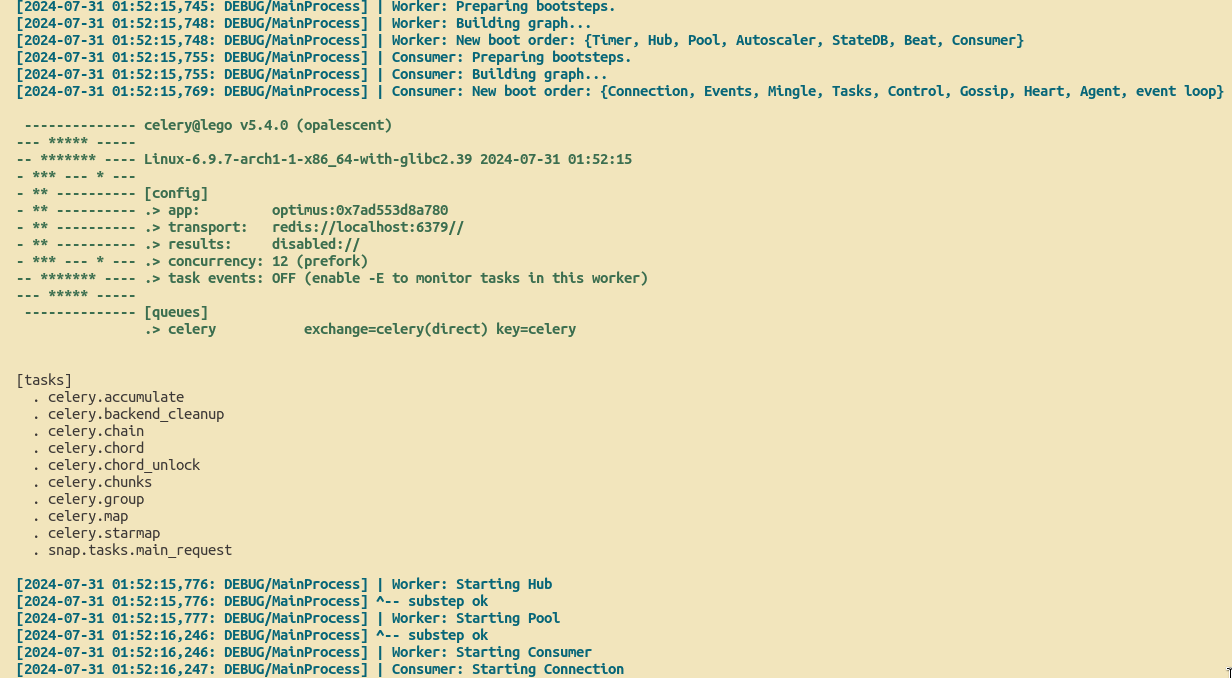 [2024-07-31 01:52:15,745: DEBUG/MainProcess] | Worker: Preparing bootsteps.
[2024-07-31 01:52:15,748: DEBUG/MainProcess] | Worker: Building graph...
[2024-07-31 01:52:15,748: DEBUG/MainProcess] | Worker: New boot order: {Timer, Hub, Pool, Autoscaler, StateDB, Beat, Consumer}
[2024-07-31 01:52:15,755: DEBUG/MainProcess] | Consumer: Preparing bootsteps.
[2024-07-31 01:52:15,755: DEBUG/MainProcess] | Consumer: Building graph...
[2024-07-31 01:52:15,769: DEBUG/MainProcess] | Consumer: New boot order: {Connection, Events, Mingle, Tasks, Control, Gossip, Heart, Agent, event loop}
 -------------- celery@lego v5.4.0 (opalescent)
--- ***** -----
-- ******* ---- Linux-6.9.7-arch1-1-x86_64-with-glibc2.39 2024-07-31 01:52:15
- *** --- * ---
- ** ---------- [config]
- ** ---------- .> app:         optimus:0x7ad553d8a780
- ** ---------- .> transport:   redis://localhost:6379//
- ** ---------- .> results:     disabled://
- *** --- * --- .> concurrency: 12 (prefork)
-- ******* ---- .> task events: OFF (enable -E to monitor tasks in this worker)
--- ***** -----
 -------------- [queues]
                .> celery           exchange=celery(direct) key=celery
[tasks]
  . celery.accumulate
  . celery.backend_cleanup
  . celery.chain
  . celery.chord
  . celery.chord_unlock
  . celery.chunks
  . celery.group
  . celery.map
  . celery.starmap
  . snap.tasks.main_request
[2024-07-31 01:52:15,776: DEBUG/MainProcess] | Worker: Starting Hub
[2024-07-31 01:52:15,776: DEBUG/MainProcess] ^-- substep ok
[2024-07-31 01:52:15,777: DEBUG/MainProcess] | Worker: Starting Pool
[2024-07-31 01:52:16,246: DEBUG/MainProcess] ^-- substep ok
[2024-07-31 01:52:16,246: DEBUG/MainProcess] | Worker: Starting Consumer
[2024-07-31 01:52:16,247: DEBUG/MainProcess] | Consumer: Starting Connection